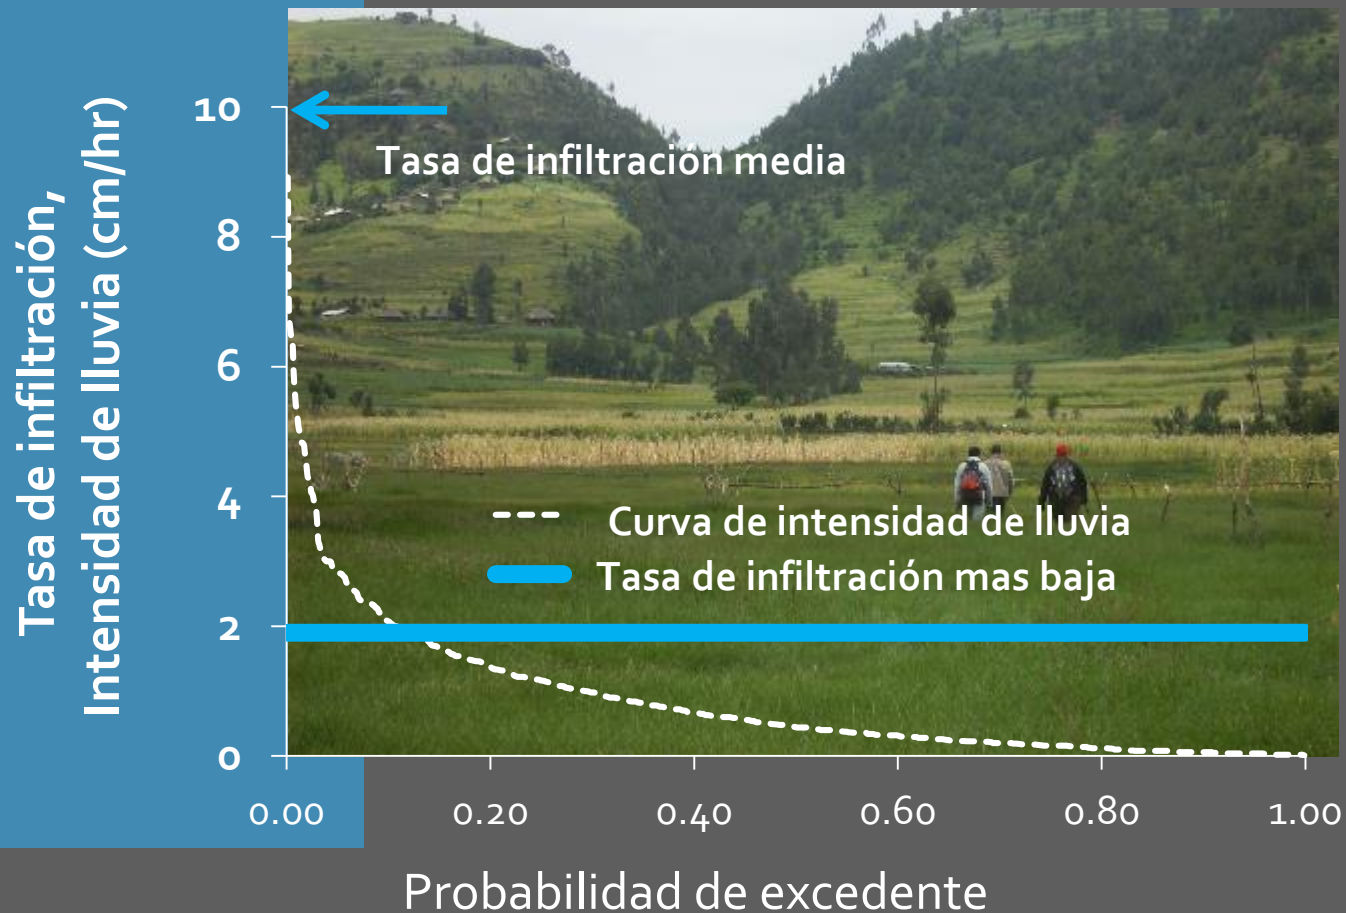 Tasa de infiltración,
Intensidad de lluvia (cm/hr)
10
8
6
4
2
0
Tasa de infiltración media
Curva de intensidad de lluvia
Tasa de infiltración mas baja
0.00 0.20 0.40 0.60 0.80 1.00
Probabilidad de excedente